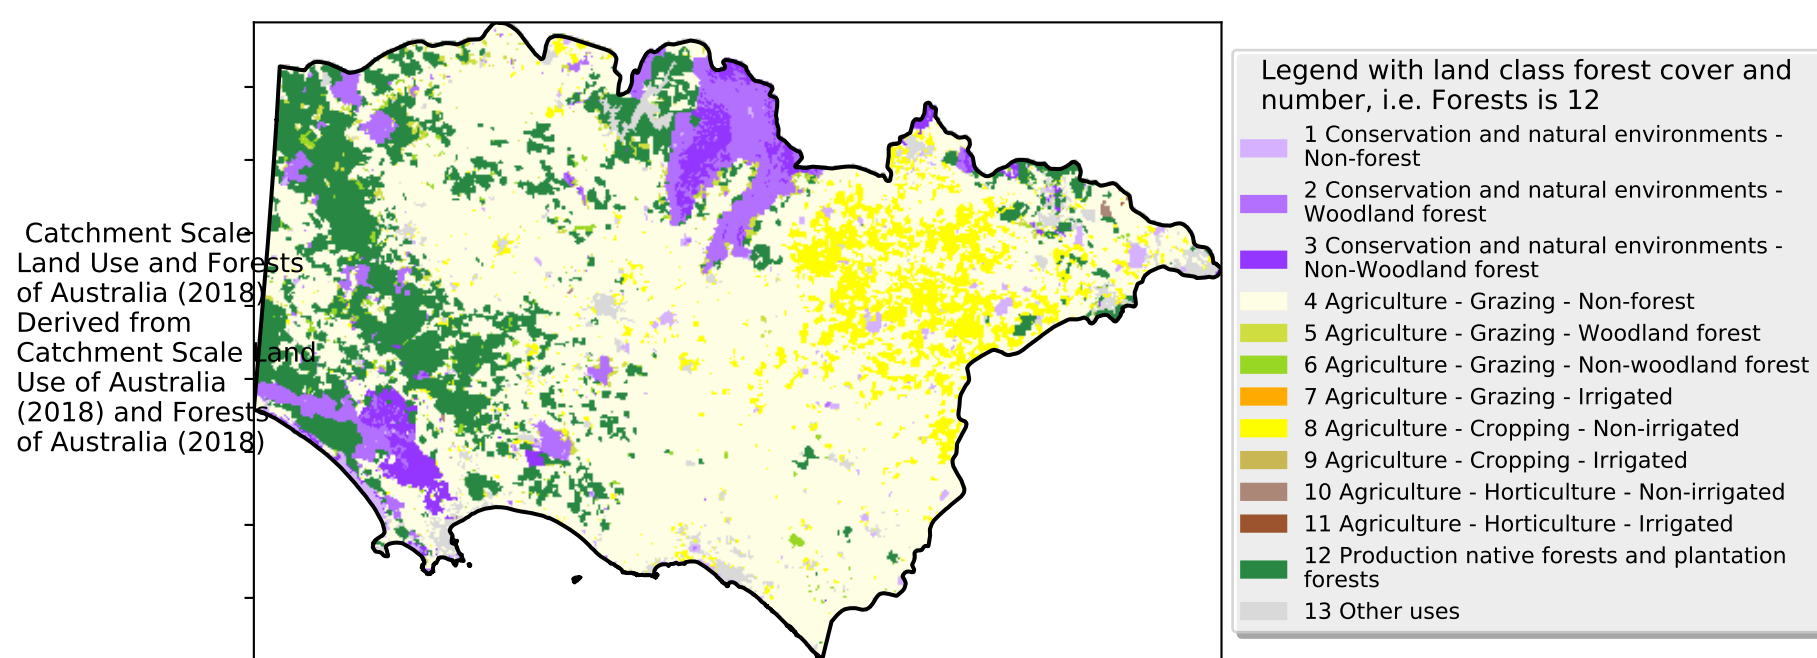 Catchment Scale
Land Use and Forests
of Australia (2018)
Derived from
Catchment Scale Land
Use of Australia
(2018) and Forests
of Australia (2018)
Legend with land class forest cover and
number, i.e. Forests is 12
1 Conservation and natural environments -
Non-forest
2 Conservation and natural environments -
Woodland forest
3 Conservation and natural environments -
Non-Woodland forest
4 Agriculture - Grazing - Non-forest
5 Agriculture - Grazing - Woodland forest
6 Agriculture - Grazing - Non-woodland forest
7 Agriculture - Grazing - Irrigated
8 Agriculture - Cropping - Non-irrigated
9 Agriculture - Cropping - Irrigated
10 Agriculture - Horticulture - Non-irrigated
11 Agriculture - Horticulture - Irrigated
12 Production native forests and plantation
forests
13 Other uses